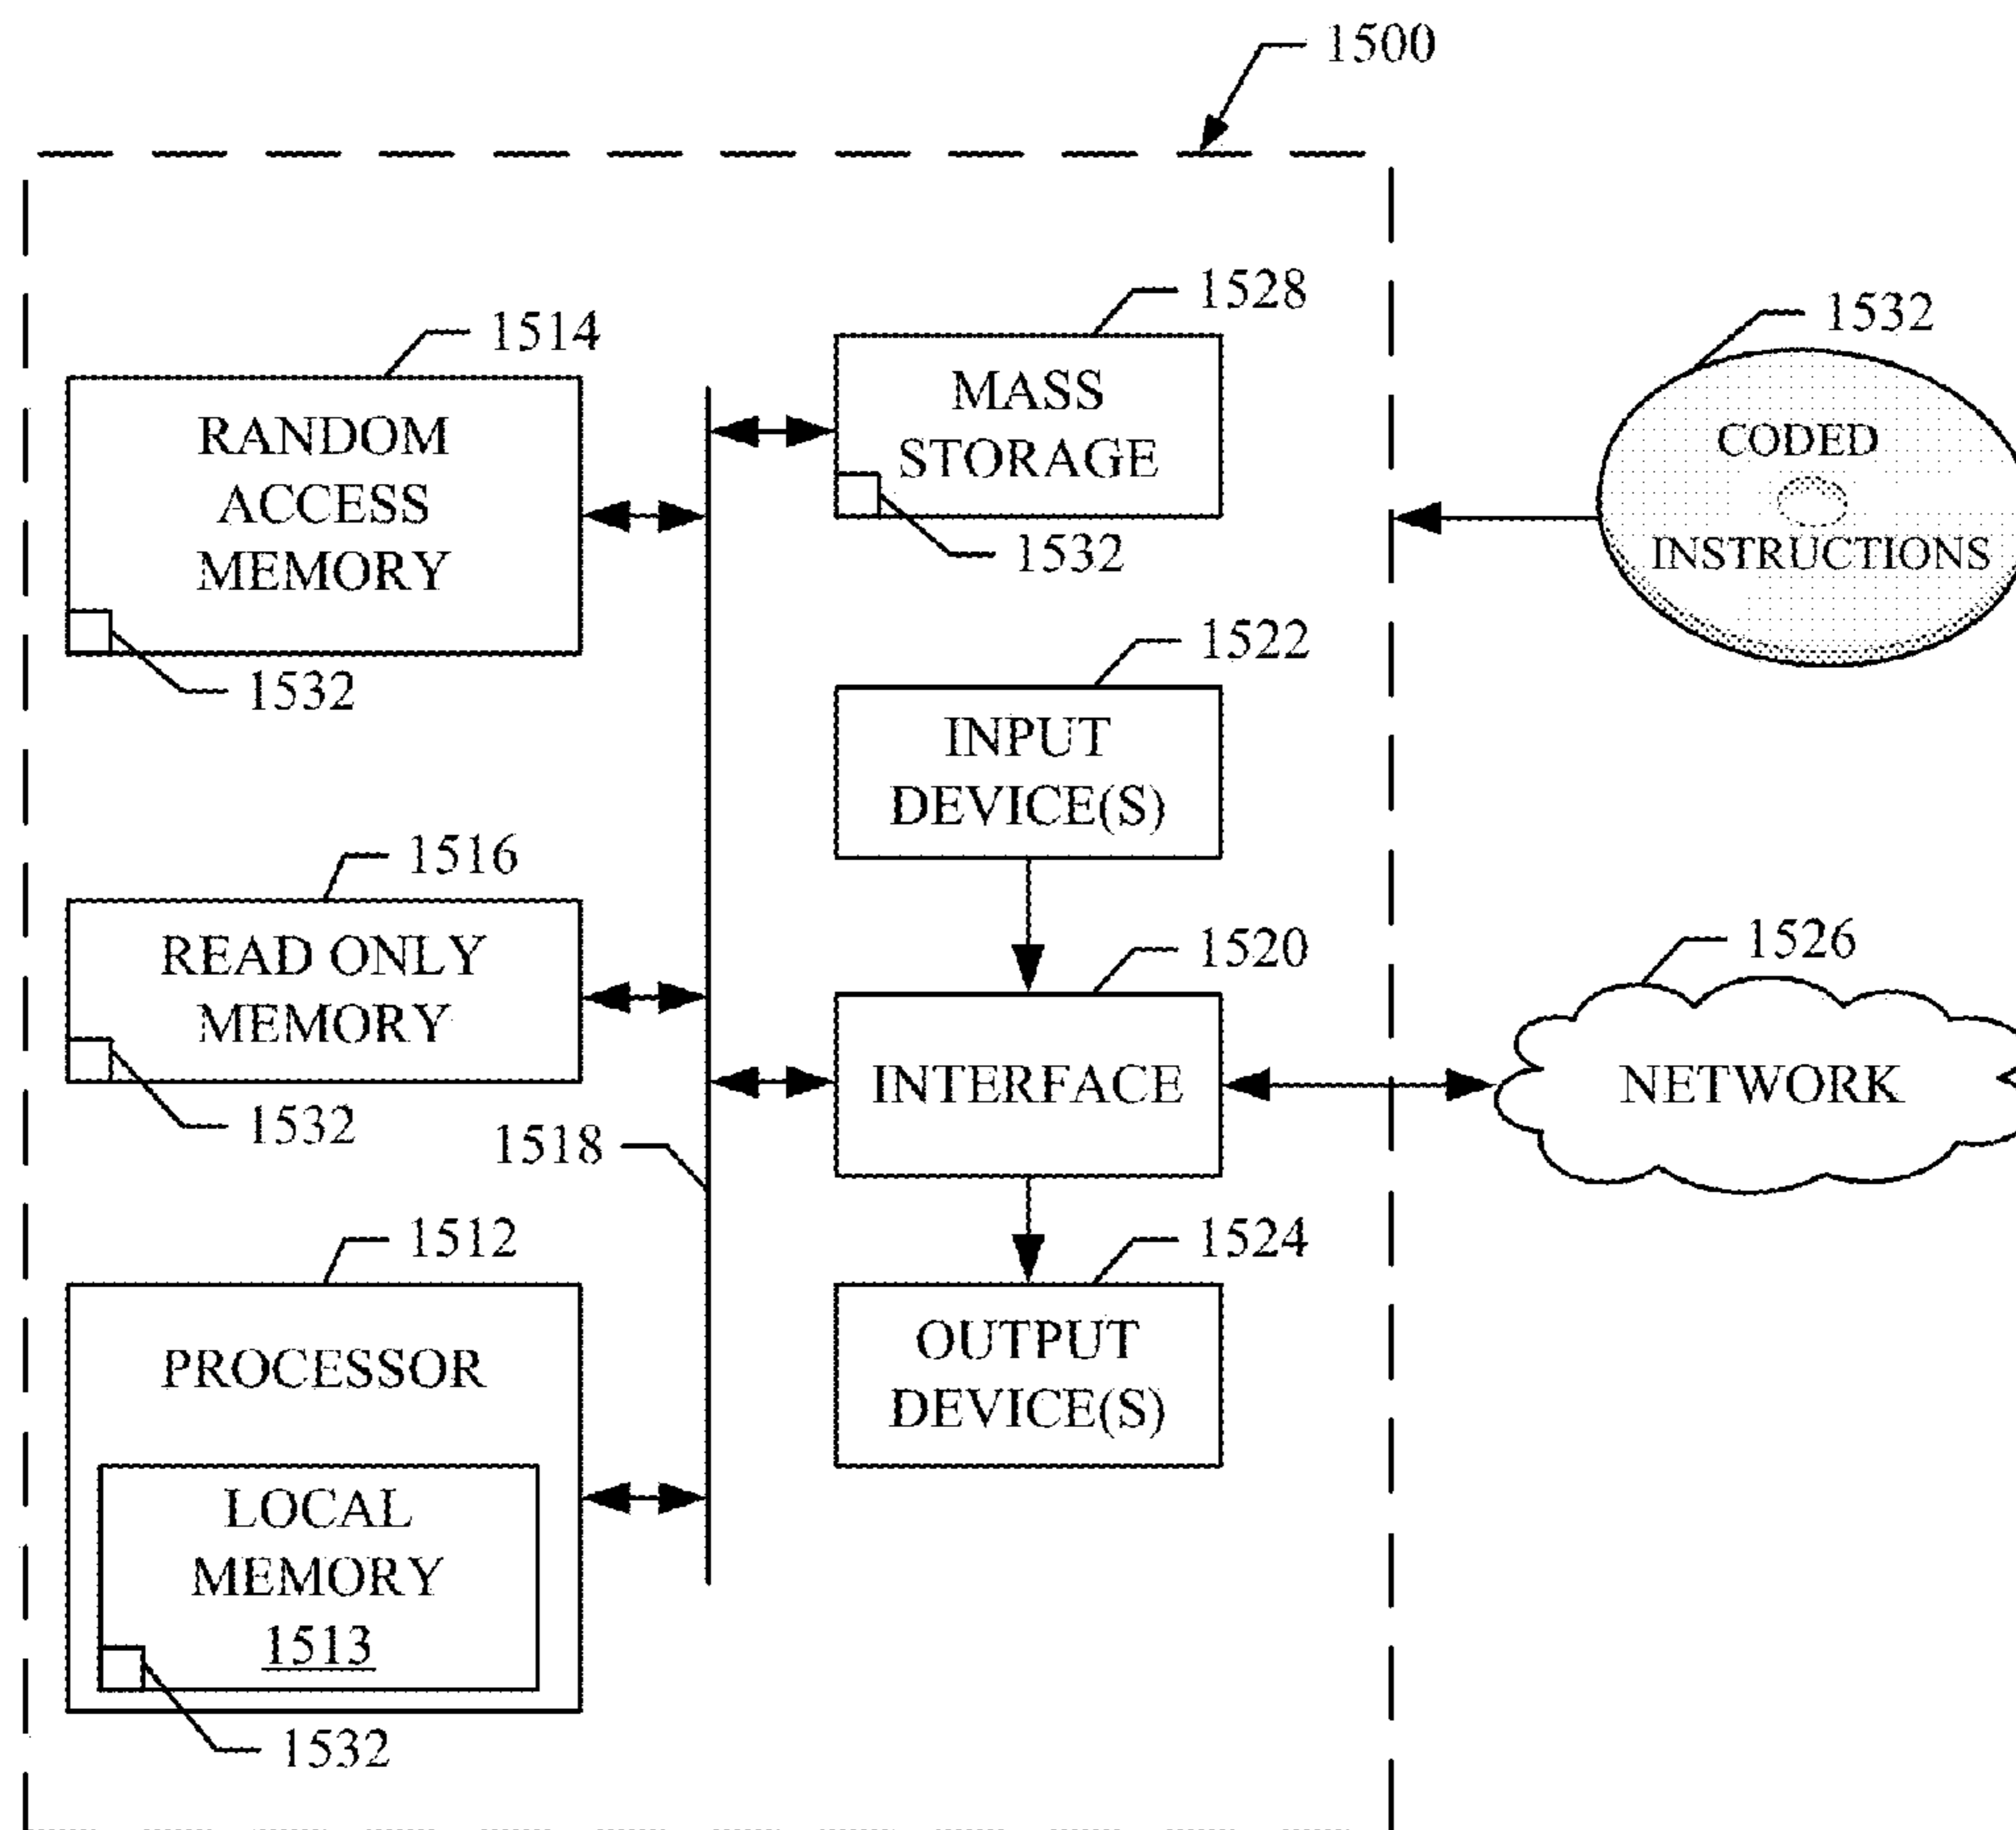 1500
1514
RANDOM
ACCESS
MEMORY
1532
1528
MASS
STORAGE
1532
1532
CODED
INSTRUCTIONS
1522
INPUT
DEVICE(S)
1516
READ ONLY
MEMORY
1532
1518
1520
INTERFACE
1526
NETWORK
1512
PROCESSOR
LOCAL
MEMORY
1513
1532
1524
OUTPUT
DEVICE(S)